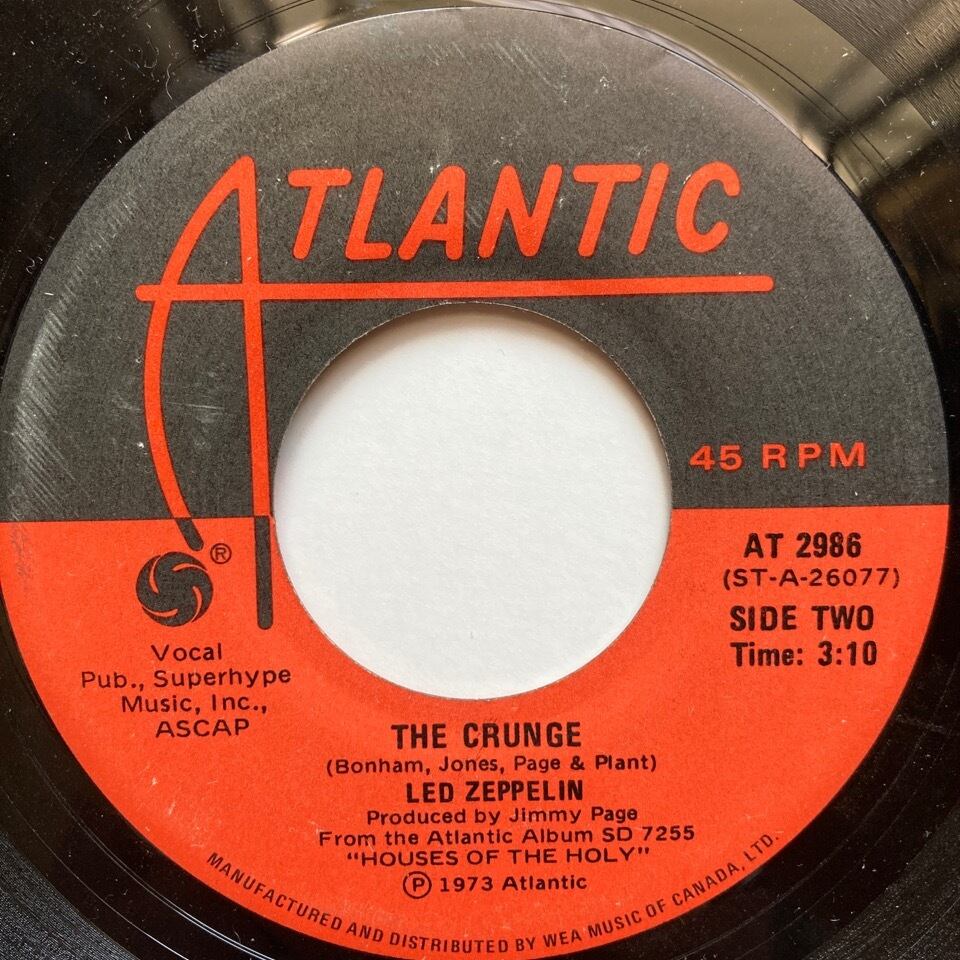 ATLANTIC
45 RPM
®
AT 2986
(ST-A-26077)
SIDE TWO
Time: 3:10
Vocal
Pub., Superhype
Music, Inc.,
ASCAP
THE CRUNGE
(Bonham, Jones, Page & Plant)
LED ZEPPELIN
Produced by Jimmy Page
From the Atlantic Album SD 7255
"HOUSES OF THE HOLY"
Ⓟ 1973 Atlantic
MANUFACTURED AND DISTRIBUTED BY WEA MUSIC OF CANADA, LTD.